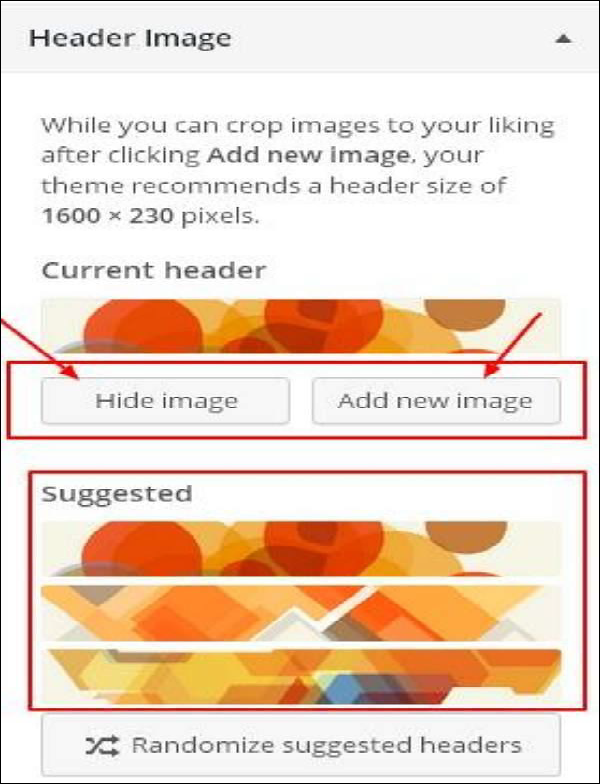 Header Image
While you can crop images to your liking
after clicking Add new image, your
theme recommends a header size of
1600 × 230 pixels.
Current header
Hide image
Add new image
Suggested
Randomize suggested headers